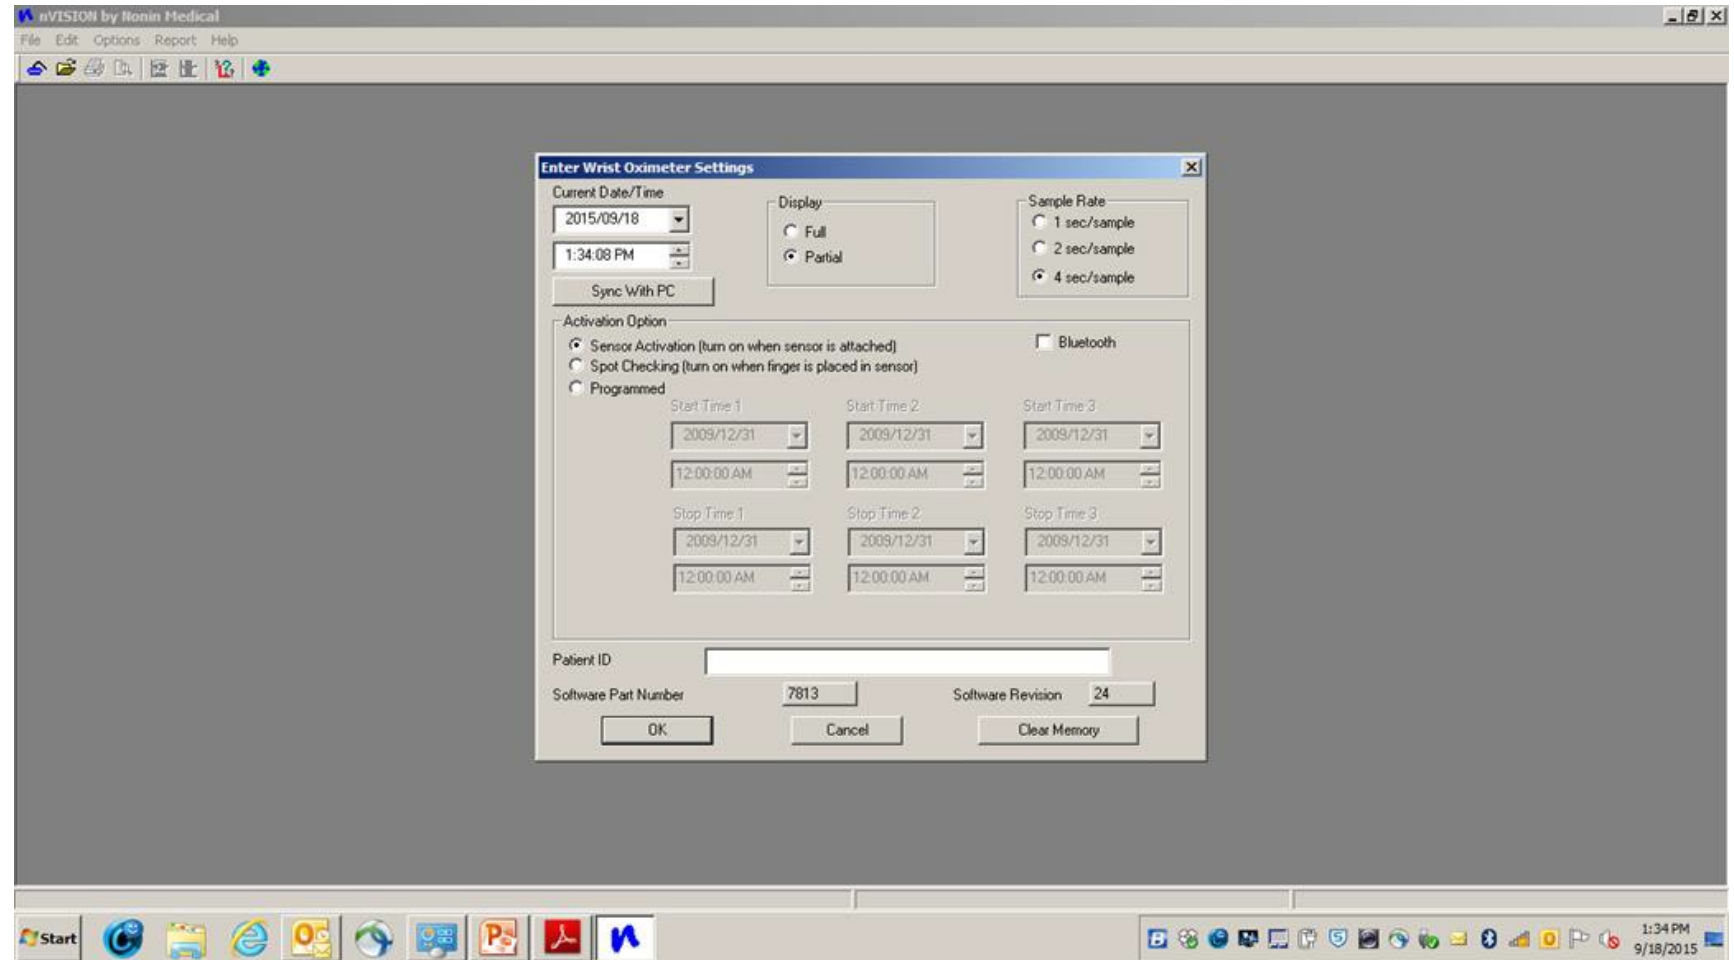 nVISION by Nonin Medical
File Edit Options Report Help
Enter Wrist Oximeter Settings
Current Date/Time
2015/09/18
1:34:08 PM
Sync With PC
Display
Full
Partial
Sample Rate
1 sec/sample
2 sec/sample
4 sec/sample
Activation Option
Sensor Activation (turn on when sensor is attached)
Bluetooth
Spot Checking (turn on when finger is placed in sensor)
Programmed
Start Time 1 Start Time 2 Start Time 3
2009/12/31 2009/12/31 2009/12/31
12:00:00 AM 12:00:00 AM 12:00:00 AM
Stop Time 1 Stop Time 2 Stop Time 3
2009/12/31 2009/12/31 2009/12/31
12:00:00 AM 12:00:00 AM 12:00:00 AM
Patient ID
Software Part Number 7813 Software Revision 24
OK Cancel Clear Memory
Start
1:34 PM
9/18/2015